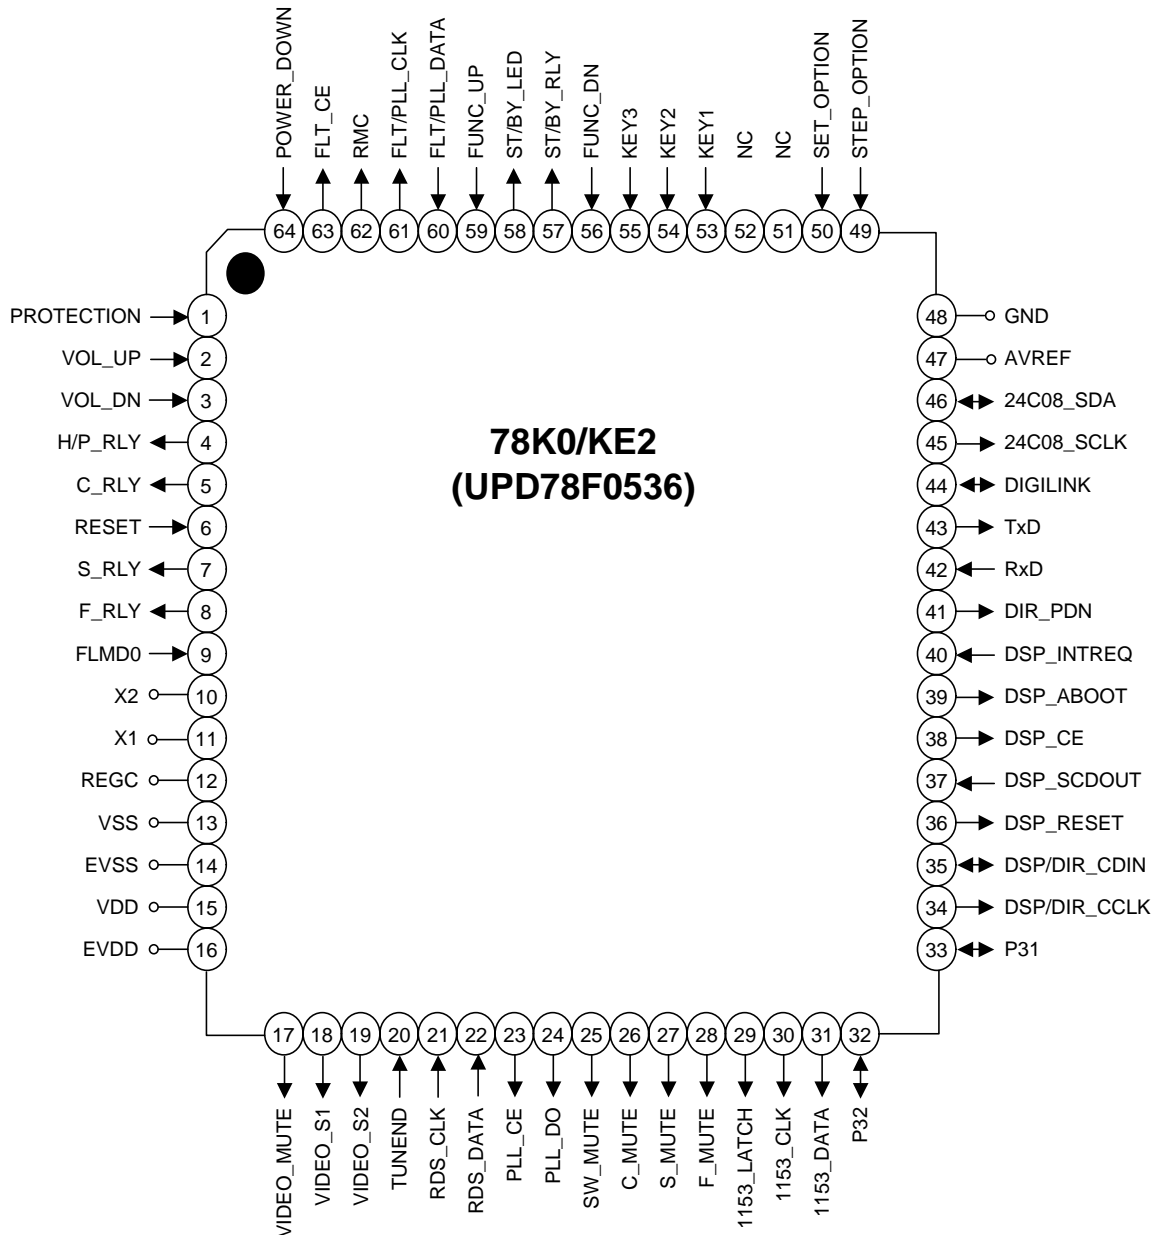 POWER_DOWN
FLT_CE
RMC
FLT/PLL_CLK
FLT/PLL_DATA
FUNC_UP
ST/BY_LED
ST/BY_RLY
FUNC_DN
KEY3
KEY2
KEY1
NC
NC
SET_OPTION
STEP_OPTION
64 63 62 61 60 59 58 57 56 55 54 53 52 51 50 49
PROTECTION 1
VOL_UP 2
VOL_DN 3
H/P_RLY 4
C_RLY 5
RESET 6
S_RLY 7
F_RLY 8
FLMD0 9
X2 10
X1 11
REGC 12
VSS 13
EVSS 14
VDD 15
EVDD 16
78K0/KE2
(UPD78F0536)
48 GND
47 AVREF
46 24C08_SDA
45 24C08_SCLK
44 DIGILINK
43 TxD
42 RxD
41 DIR_PDN
40 DSP_INTREQ
39 DSP_ABOOT
38 DSP_CE
37 DSP_SCDOUT
36 DSP_RESET
35 DSP/DIR_CDIN
34 DSP/DIR_CCLK
33 P31
17 18 19 20 21 22 23 24 25 26 27 28 29 30 31 32
VIDEO_MUTE
VIDEO_S1
VIDEO_S2
TUNEND
RDS_CLK
RDS_DATA
PLL_CE
PLL_DO
SW_MUTE
C_MUTE
S_MUTE
F_MUTE
1153_LATCH
1153_CLK
1153_DATA
P32